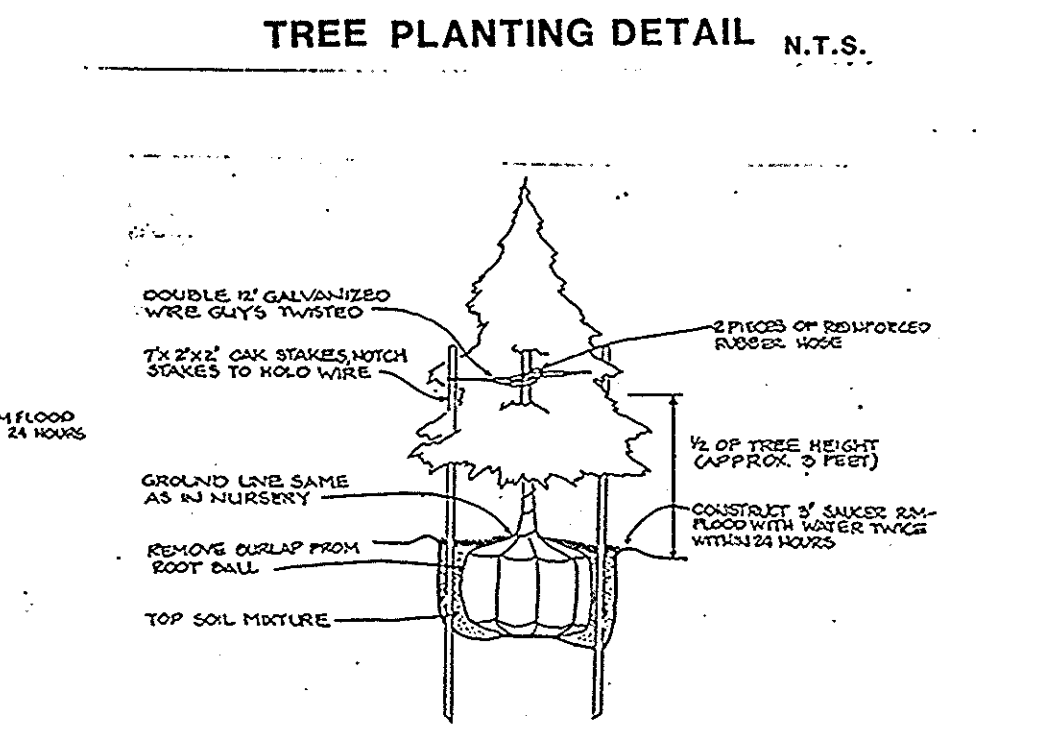 TREE PLANTING DETAIL N.T.S.
DOUBLE 12' GALVANIZED
WIRE GUYS TWISTED
2 PIECES OF REINFORCED
RUBBER HOSE
7'x 2"x2" OAK STAKES, NOTCH
STAKES TO HOLD WIRE
FLOOD
24 HOURS
1/2 OF TREE HEIGHT
(APPROX. 3 FEET)
GROUND LINE SAME
AS IN NURSERY
CONSTRUCT 3" SAUCER RIM-
FLOOD WITH WATER TWICE
WITHIN 24 HOURS
REMOVE BURLAP FROM
ROOT BALL
TOP SOIL MIXTURE